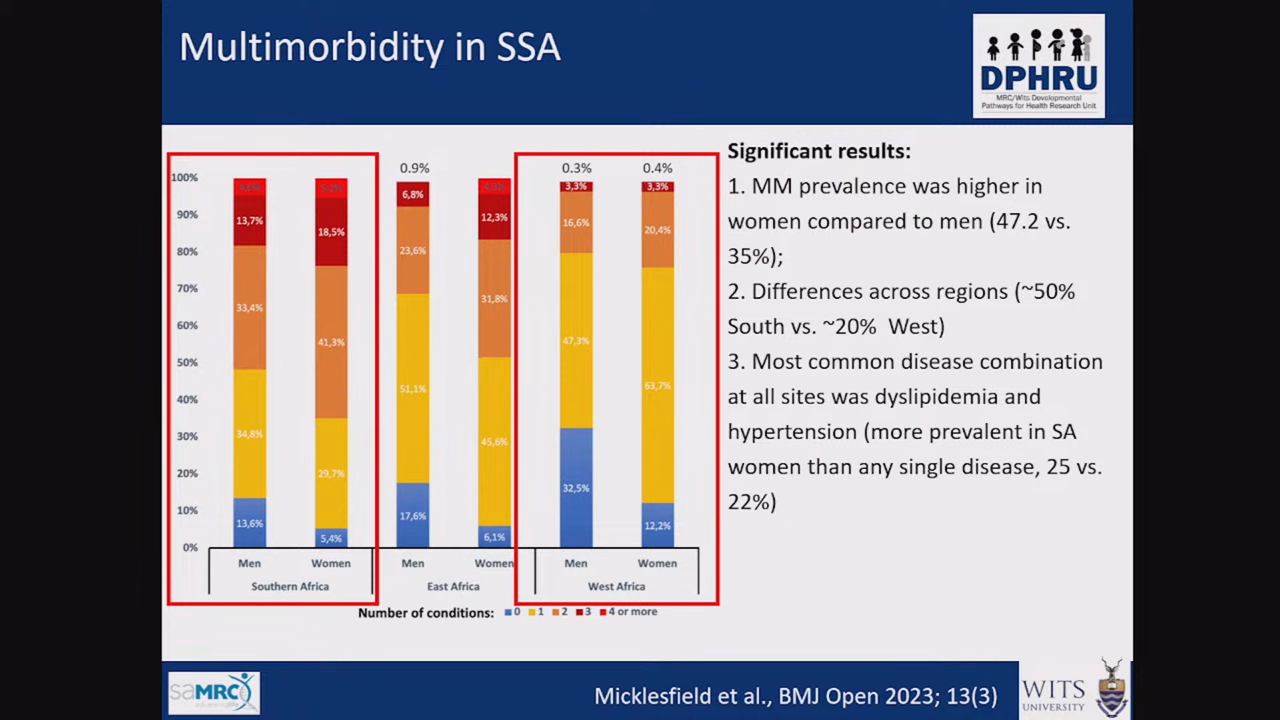 Multimorbidity in SSA
DPHRU
MRC/Wits Developmental
Pathways for Health Research Unit
Significant results:
1. MM prevalence was higher in
women compared to men (47.2 vs.
35%);
2. Differences across regions (~50%
South vs. ~20% West)
3. Most common disease combination
at all sites was dyslipidemia and
hypertension (more prevalent in SA
women than any single disease, 25 vs.
22%)
0.9% 0.3% 0.4%
100%
90%
80%
70%
60%
50%
40%
30%
20%
10%
0%
13,7%
33,4%
34,8%
13,6%
18,5%
41,3%
29,7%
5,4%
6,8%
23,6%
51,1%
17,6%
12,3%
31,8%
45,6%
6,1%
3,3%
16,6%
47,3%
32,5%
3,3%
20,4%
63,7%
12,2%
Men Women Men Women Men Women
Southern Africa East Africa West Africa
Number of conditions: 0 1 2 3 4 or more
saMRC
Micklesfield et al., BMJ Open 2023; 13(3)
WITS
UNIVERSITY